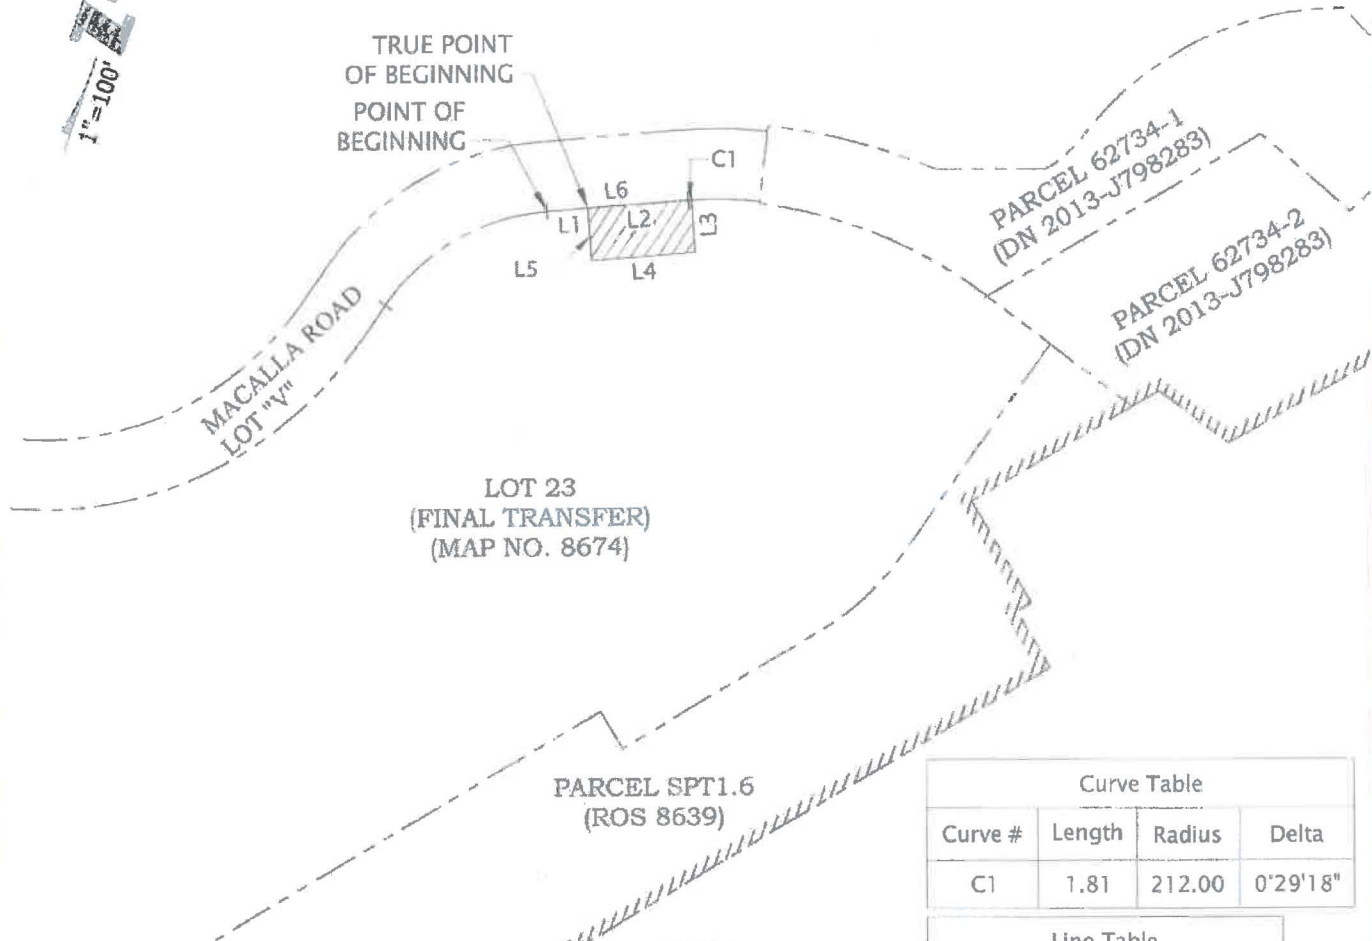 1"=100'
TRUE POINT
OF BEGINNING
POINT OF
BEGINNING
C1
L6
L1
L2
L3
L5
L4
PARCEL 62734-1
(DN 2013-J798283)
PARCEL 62734-2
(DN 2013-J798283)
MACALLA ROAD
LOT "V"
LOT 23
(FINAL TRANSFER)
(MAP NO. 8674)
PARCEL SPT1.6
(ROS 8639)
Curve Table
Curve # Length Radius Delta
C1 1.81 212.00 0°29'18"
Line Table